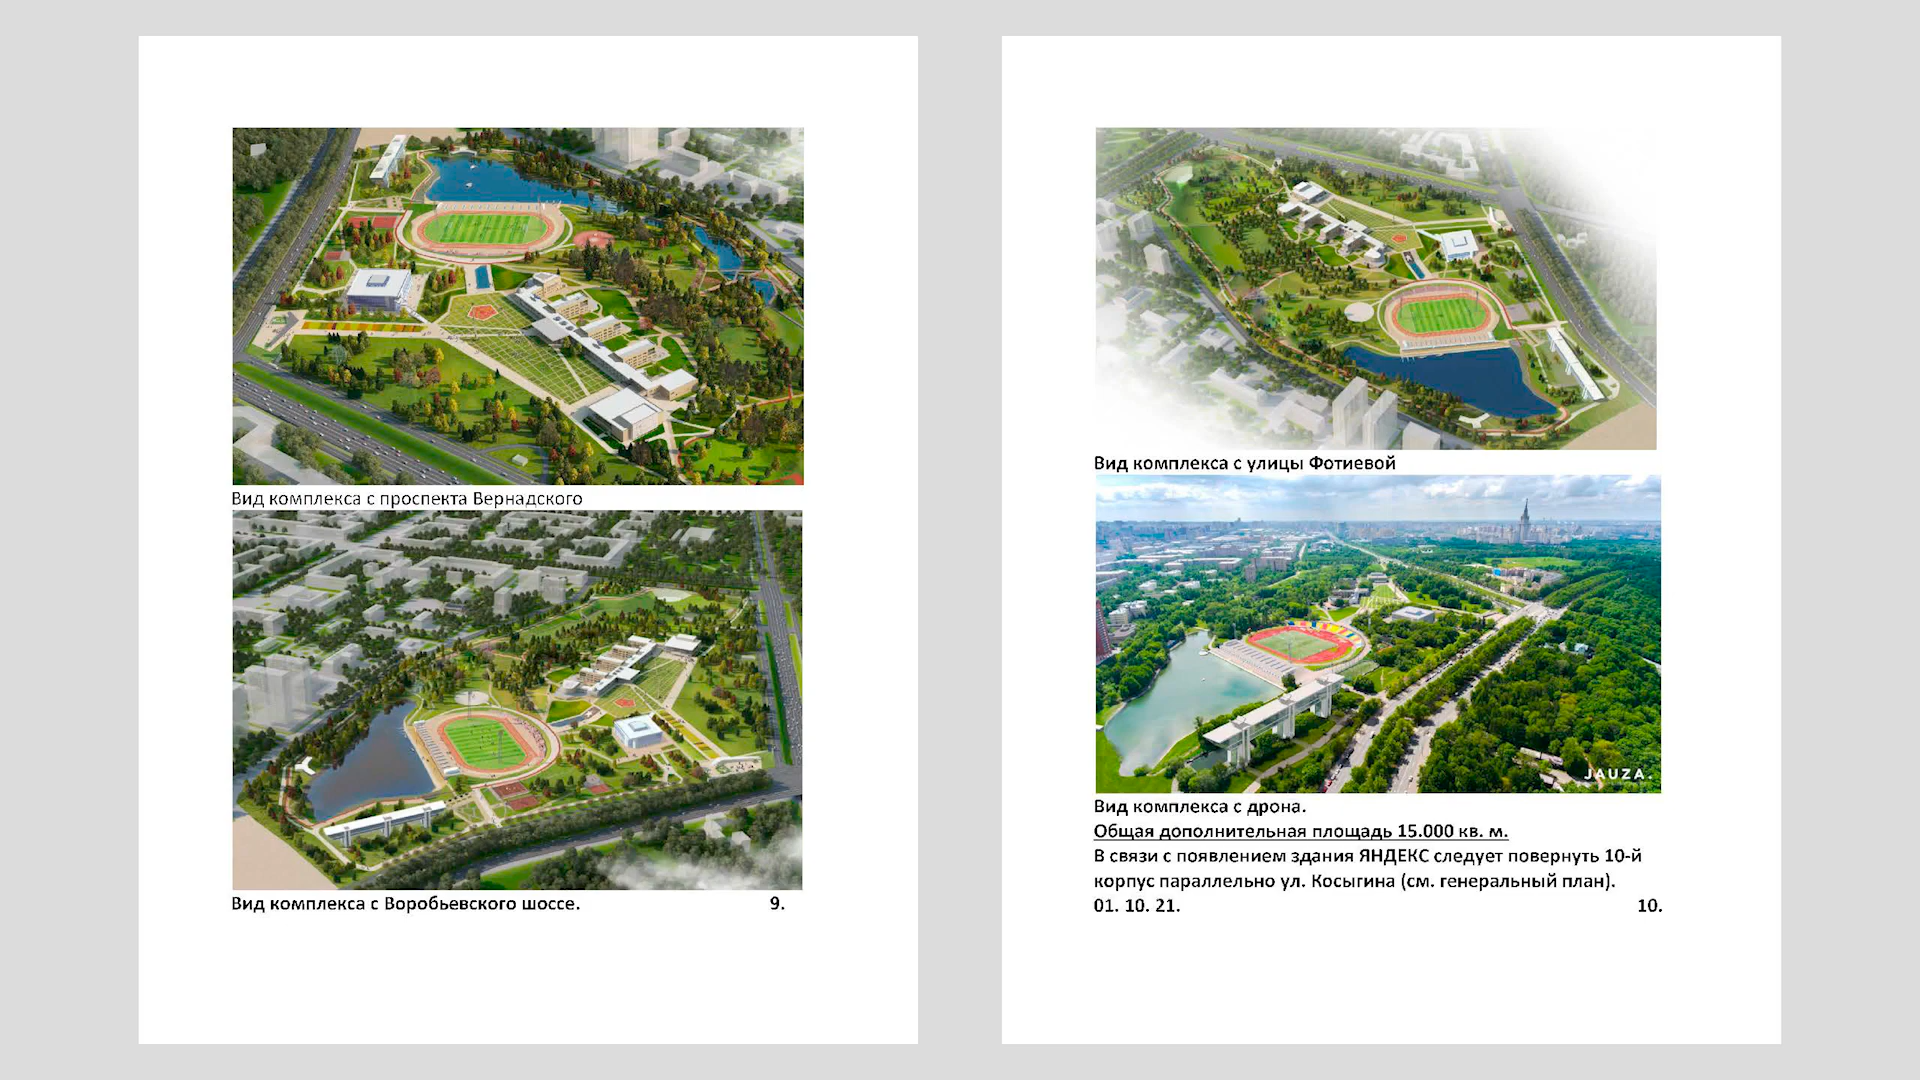 Вид комплекса с проспекта Вернадского
Вид комплекса с Воробьевского шоссе.
9.
Вид комплекса с улицы Фотиевой
JAUZA.
Вид комплекса с дрона.
Общая дополнительная площадь 15.000 кв. м.
В связи с появлением здания ЯНДЕКС следует повернуть 10-й
корпус параллельно ул. Косыгина (см. генеральный план).
01. 10. 21.
10.